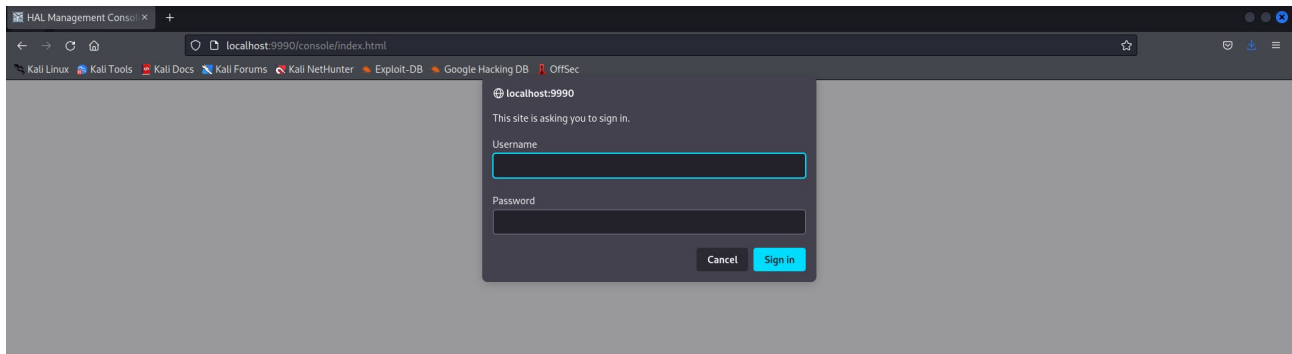 HAL Management Consol
localhost:9990/console/index.html
Kali Linux Kali Tools Kali Docs Kali Forums Kali NetHunter Exploit-DB Google Hacking DB OffSec
localhost:9990
This site is asking you to sign in.
Username
Password
Cancel Sign in